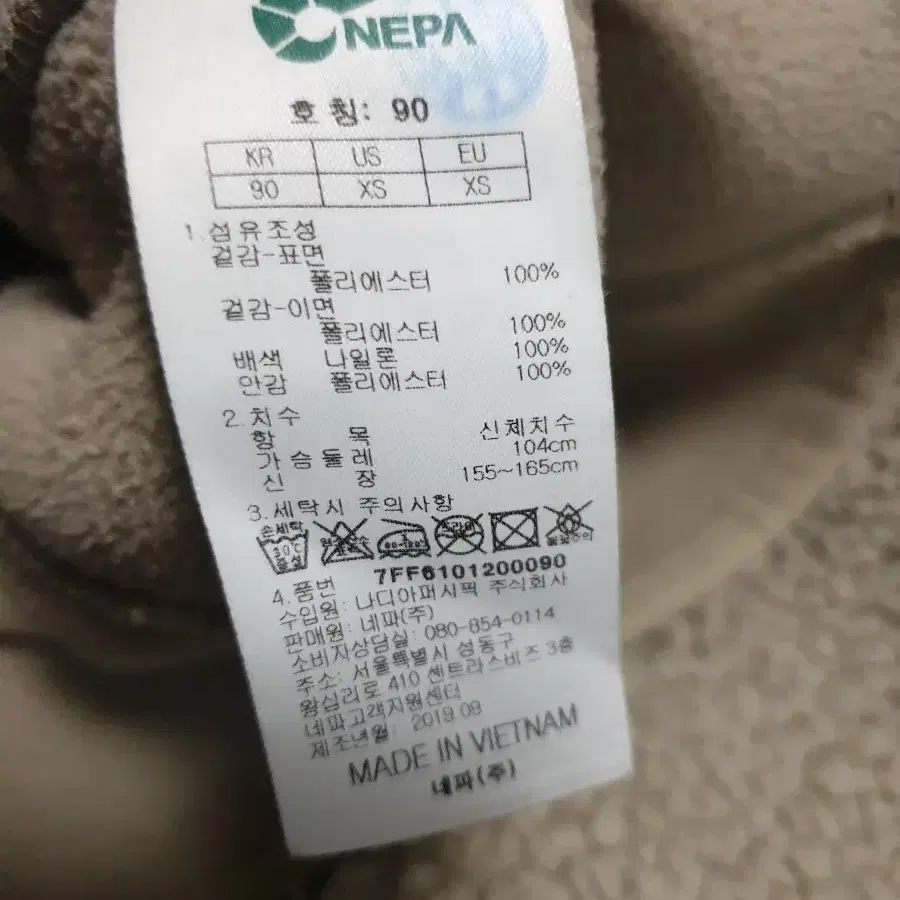 NEPA
호 칭: 90
KR US EU
90 XS XS
1.섬유조성
겉감-표면
폴리에스터 100%
겉감-이면
폴리에스터 100%
배색 나일론 100%
안감 폴리에스터 100%
2.치수
항 목 신체치수
가슴둘레 104cm
신 장 155~165cm
3.세탁시 주의사항
손세탁
30℃
중성
4.품번 7FF6101200090
수입원: 나디아퍼시픽 주식회사
판매원: 네파(주)
소비자상담실: 080-854-0114
주소: 서울특별시 성동구
왕십리로 410 센트라스비즈 3층
네파고객지원센터
제조년월: 2019.09
MADE IN VIETNAM
네파(주)